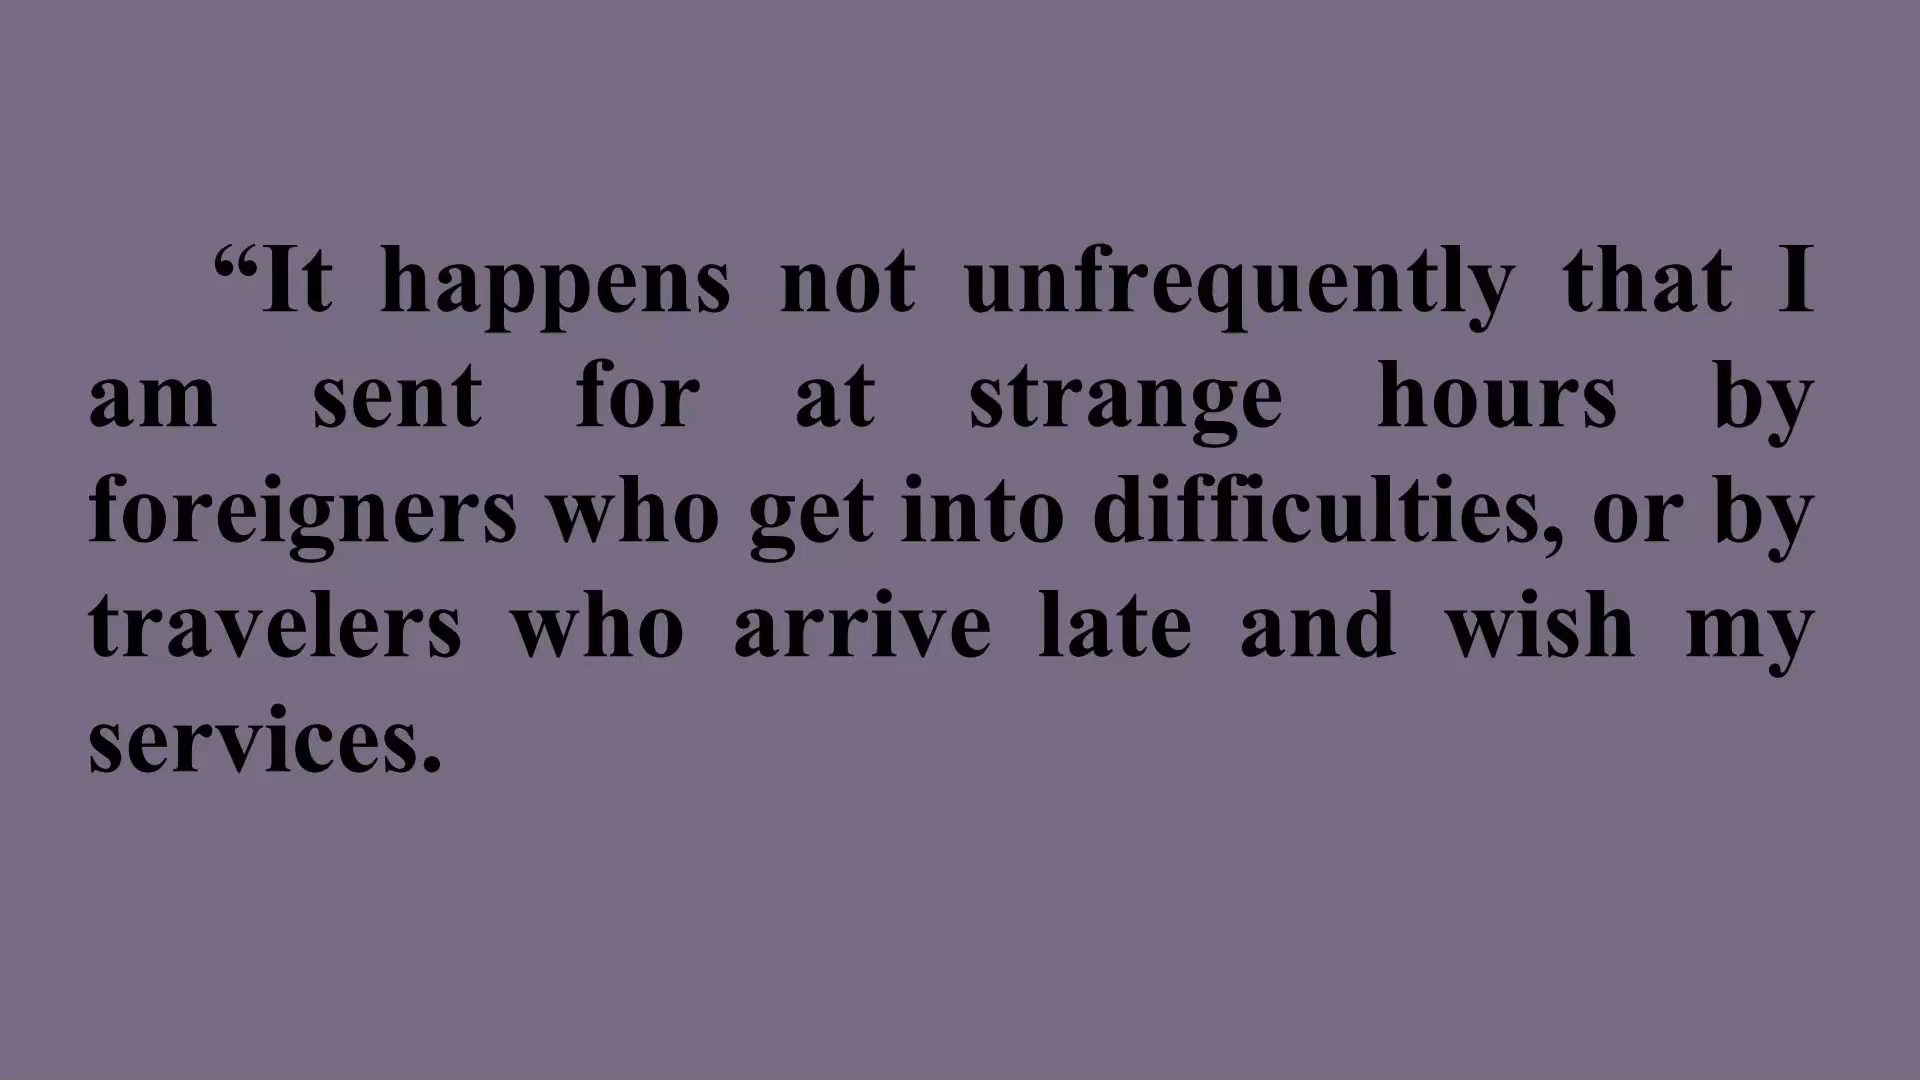 “It happens not unfrequently that I
am sent for at strange hours by
foreigners who get into difficulties, or by
travelers who arrive late and wish my
services.